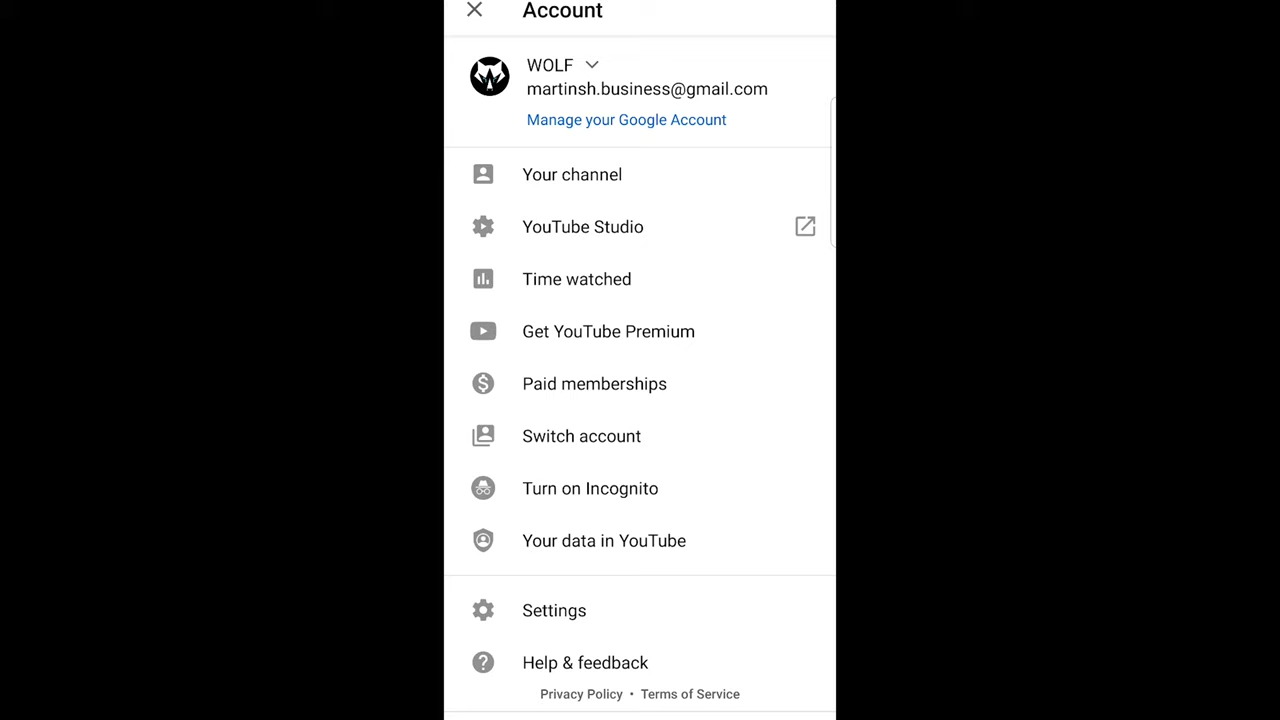 Account
WOLF
martinsh.business@gmail.com
Manage your Google Account
Your channel
YouTube Studio
Time watched
Get YouTube Premium
Paid memberships
Switch account
Turn on Incognito
Your data in YouTube
Settings
Help & feedback
Privacy Policy • Terms of Service